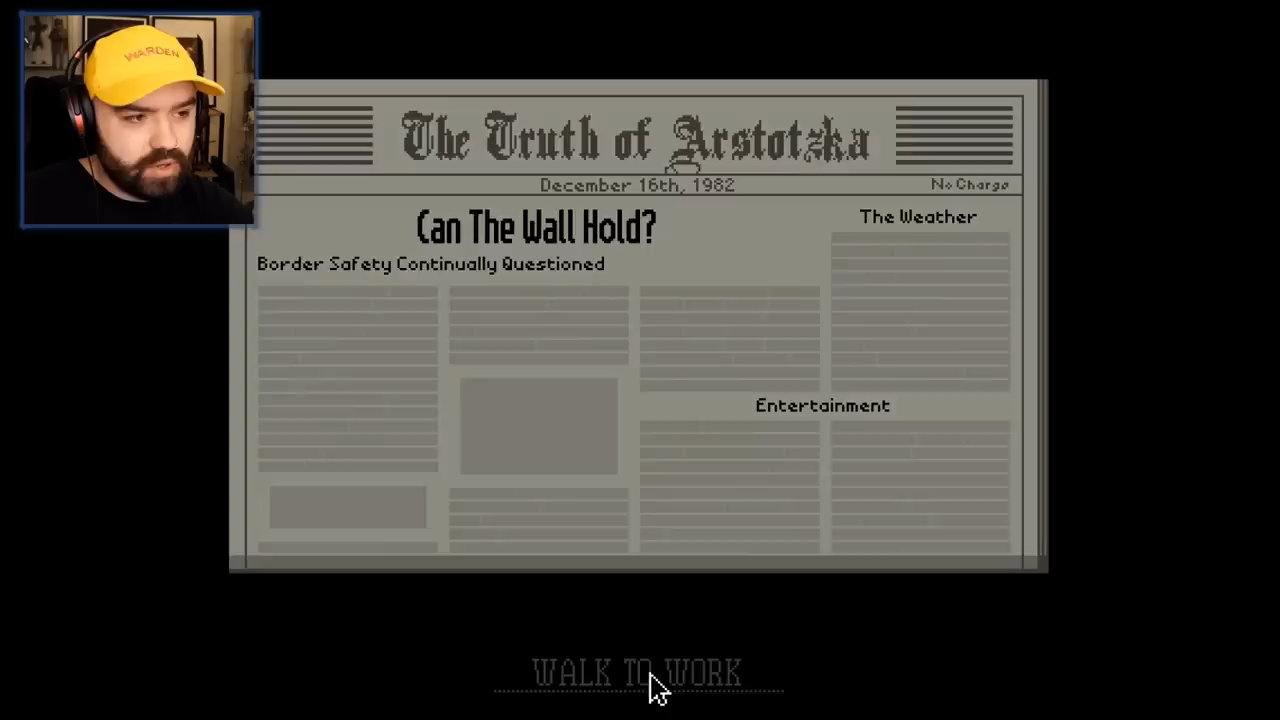 WARDEN
The Truth of Arstotzka
December 16th, 1982
No Charge
Can The Wall Hold?
The Weather
Border Safety Continually Questioned
Entertainment
WALK TO WORK